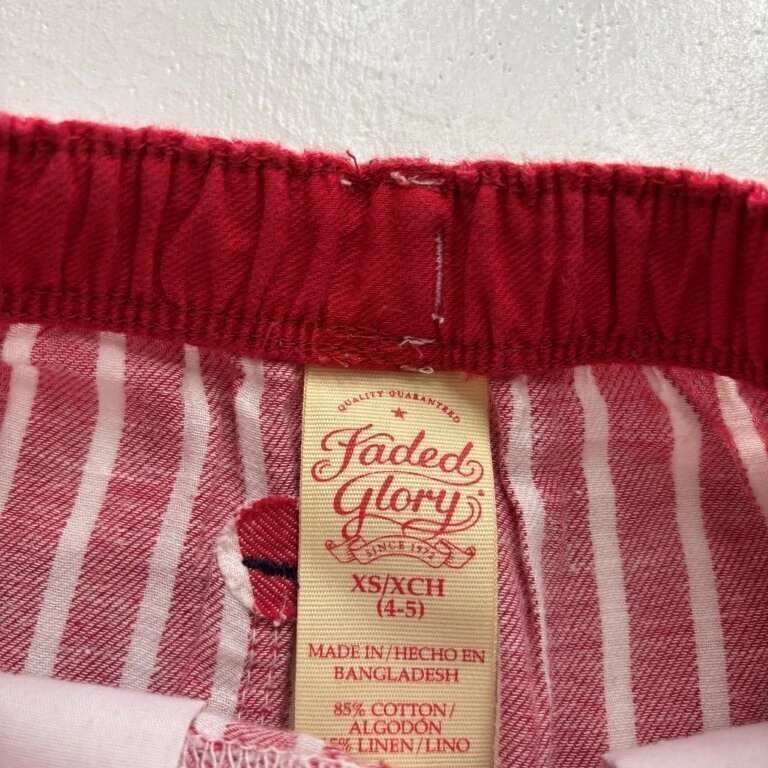 QUALITY GUARANTEED
Faded
Glory
SINCE 1972
XS/XCH
(4-5)
MADE IN/HECHO EN
BANGLADESH
85% COTTON/
ALGODÓN
15% LINEN/LINO